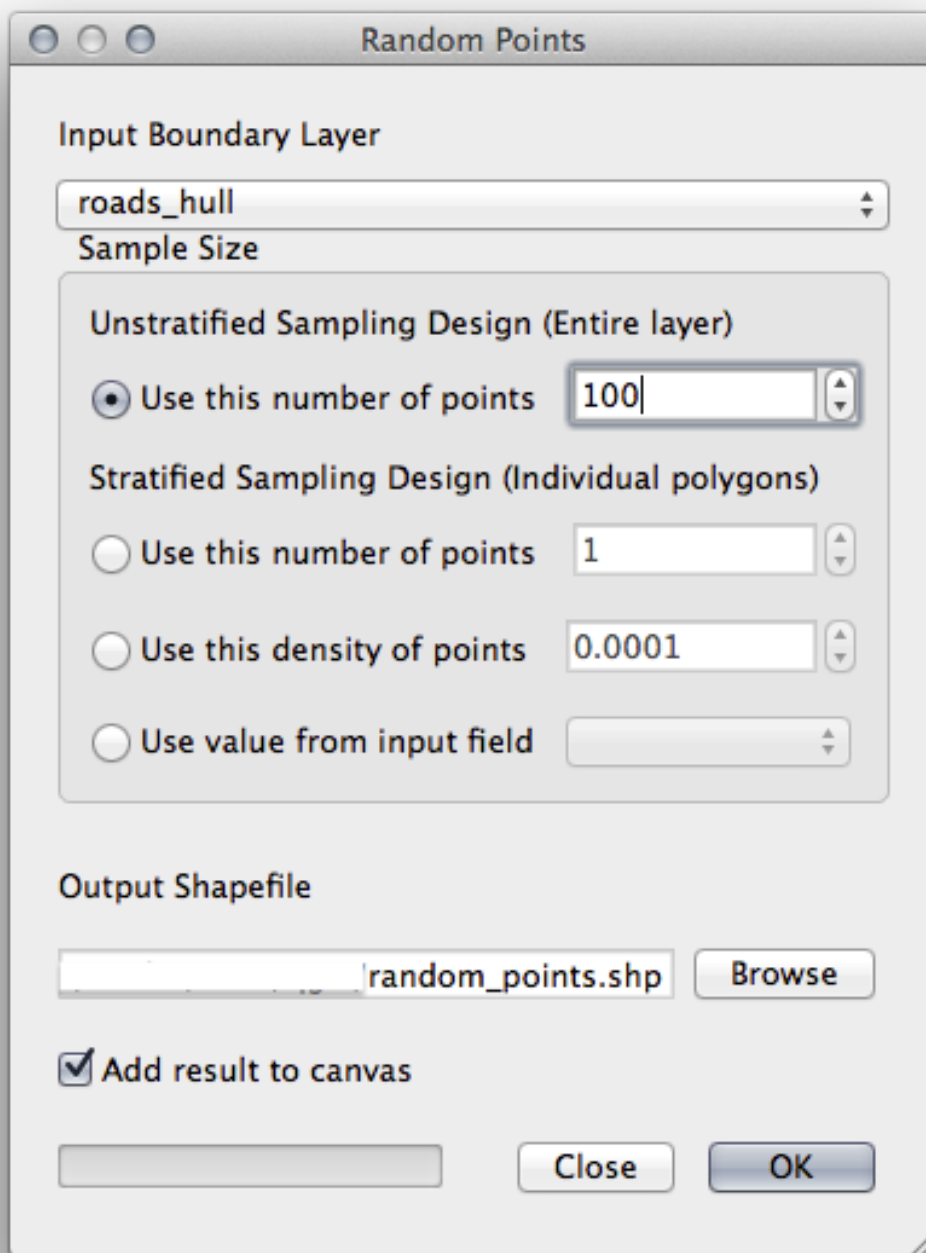 Random Points
Input Boundary Layer
roads_hull
Sample Size
Unstratified Sampling Design (Entire layer)
Use this number of points 100
Stratified Sampling Design (Individual polygons)
Use this number of points 1
Use this density of points 0.0001
Use value from input field
Output Shapefile
/random_points.shp Browse
Add result to canvas
Close OK